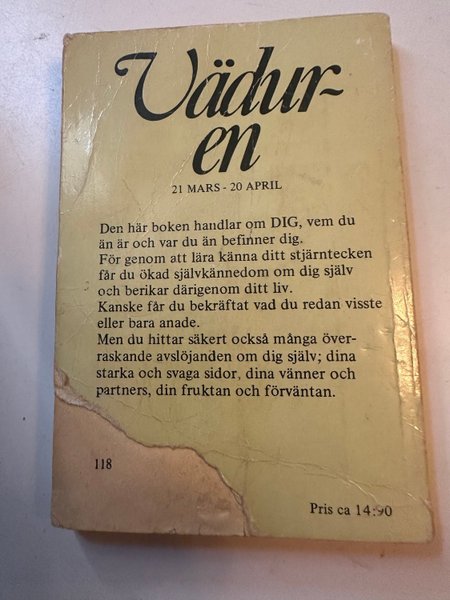 Vädur-
en
21 MARS - 20 APRIL
Den här boken handlar om DIG, vem du
än är och var du än befinner dig.
För genom att lära känna ditt stjärntecken
får du ökad självkännedom om dig själv
och berikar därigenom ditt liv.
Kanske får du bekräftat vad du redan visste
eller bara anade.
Men du hittar säkert också många över-
raskande avslöjanden om dig själv; dina
starka och svaga sidor, dina vänner och
partners, din fruktan och förväntan.
118
Pris ca 14:90